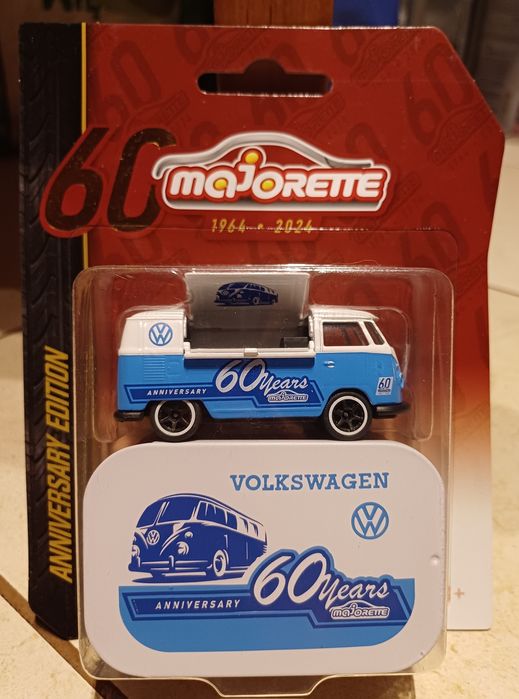 60
majorette
1964 • 2024
ANNIVERSARY EDITION
ANNIVERSARY
60 Years
majorette
60
VOLKSWAGEN
ANNIVERSARY
60 Years
majorette